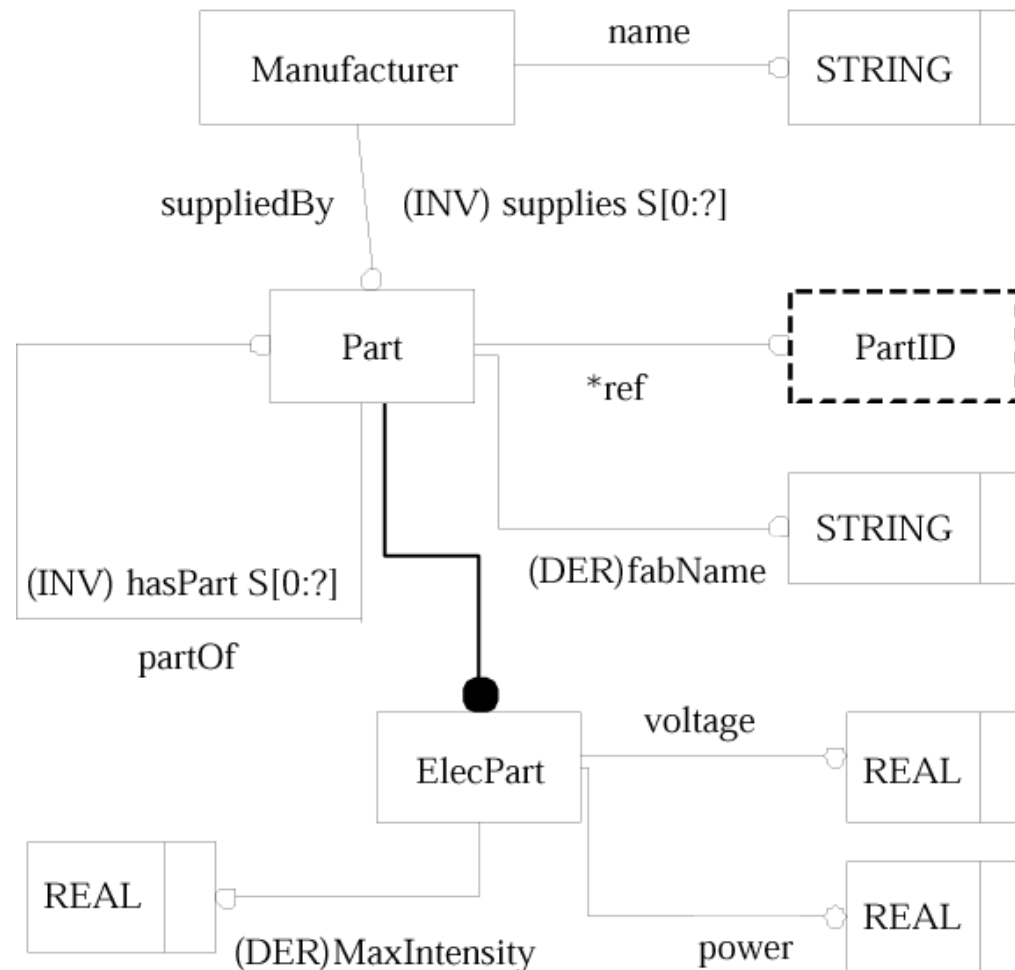 name
Manufacturer
STRING
suppliedBy
(INV) supplies S[0:?]
Part
PartID
*ref
STRING
(DER)fabName
(INV) hasPart S[0:?]
partOf
voltage
ElecPart
REAL
REAL
REAL
(DER)MaxIntensity
power